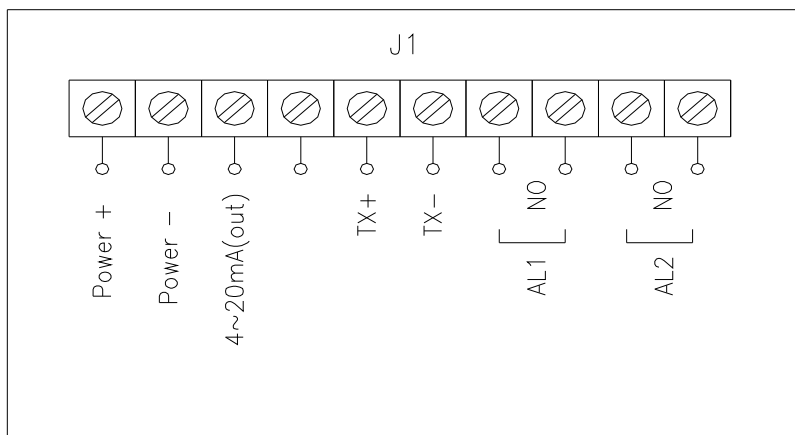 J1
Power +
Power -
4~20mA(out)
TX+
TX-
NO
AL1
NO
AL2